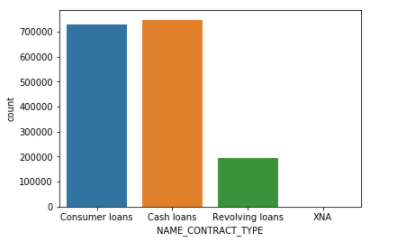 700000
600000
500000
400000
300000
200000
100000
0
count
Consumer loans Cash loans Revolving loans XNA
NAME_CONTRACT_TYPE